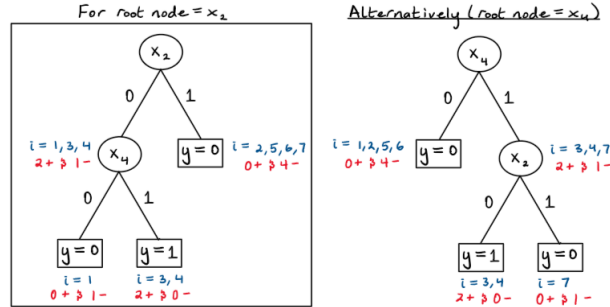 For root node = x₂
x₂
0 1
i = 1, 3, 4
2 + & 1 -
x₄
y = 0
i = 2, 5, 6, 7
0 + & 4 -
0 1
y = 0
y = 1
i = 1
0 + & 1 -
i = 3, 4
2 + & 0 -
Alternatively (root node = x₄)
x₄
0 1
i = 1, 2, 5, 6
0 + & 4 -
y = 0
x₂
i = 3, 4, 7
2 + & 1 -
0 1
y = 1
y = 0
i = 3, 4
2 + & 0 -
i = 7
0 + & 1 -